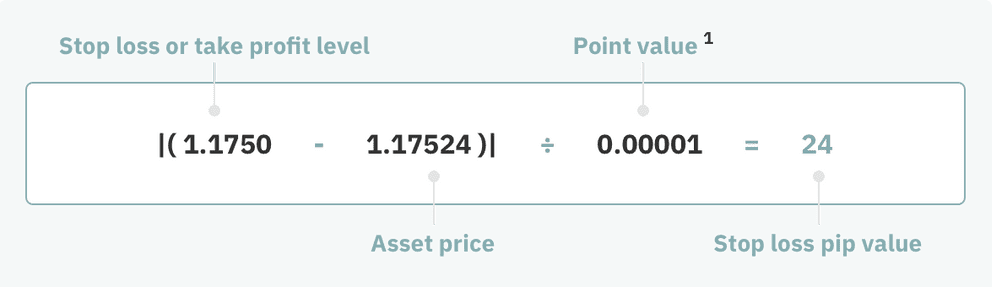 Stop loss or take profit level
Point value 1
|( 1.1750 - 1.17524 )| ÷ 0.00001 = 24
Asset price
Stop loss pip value